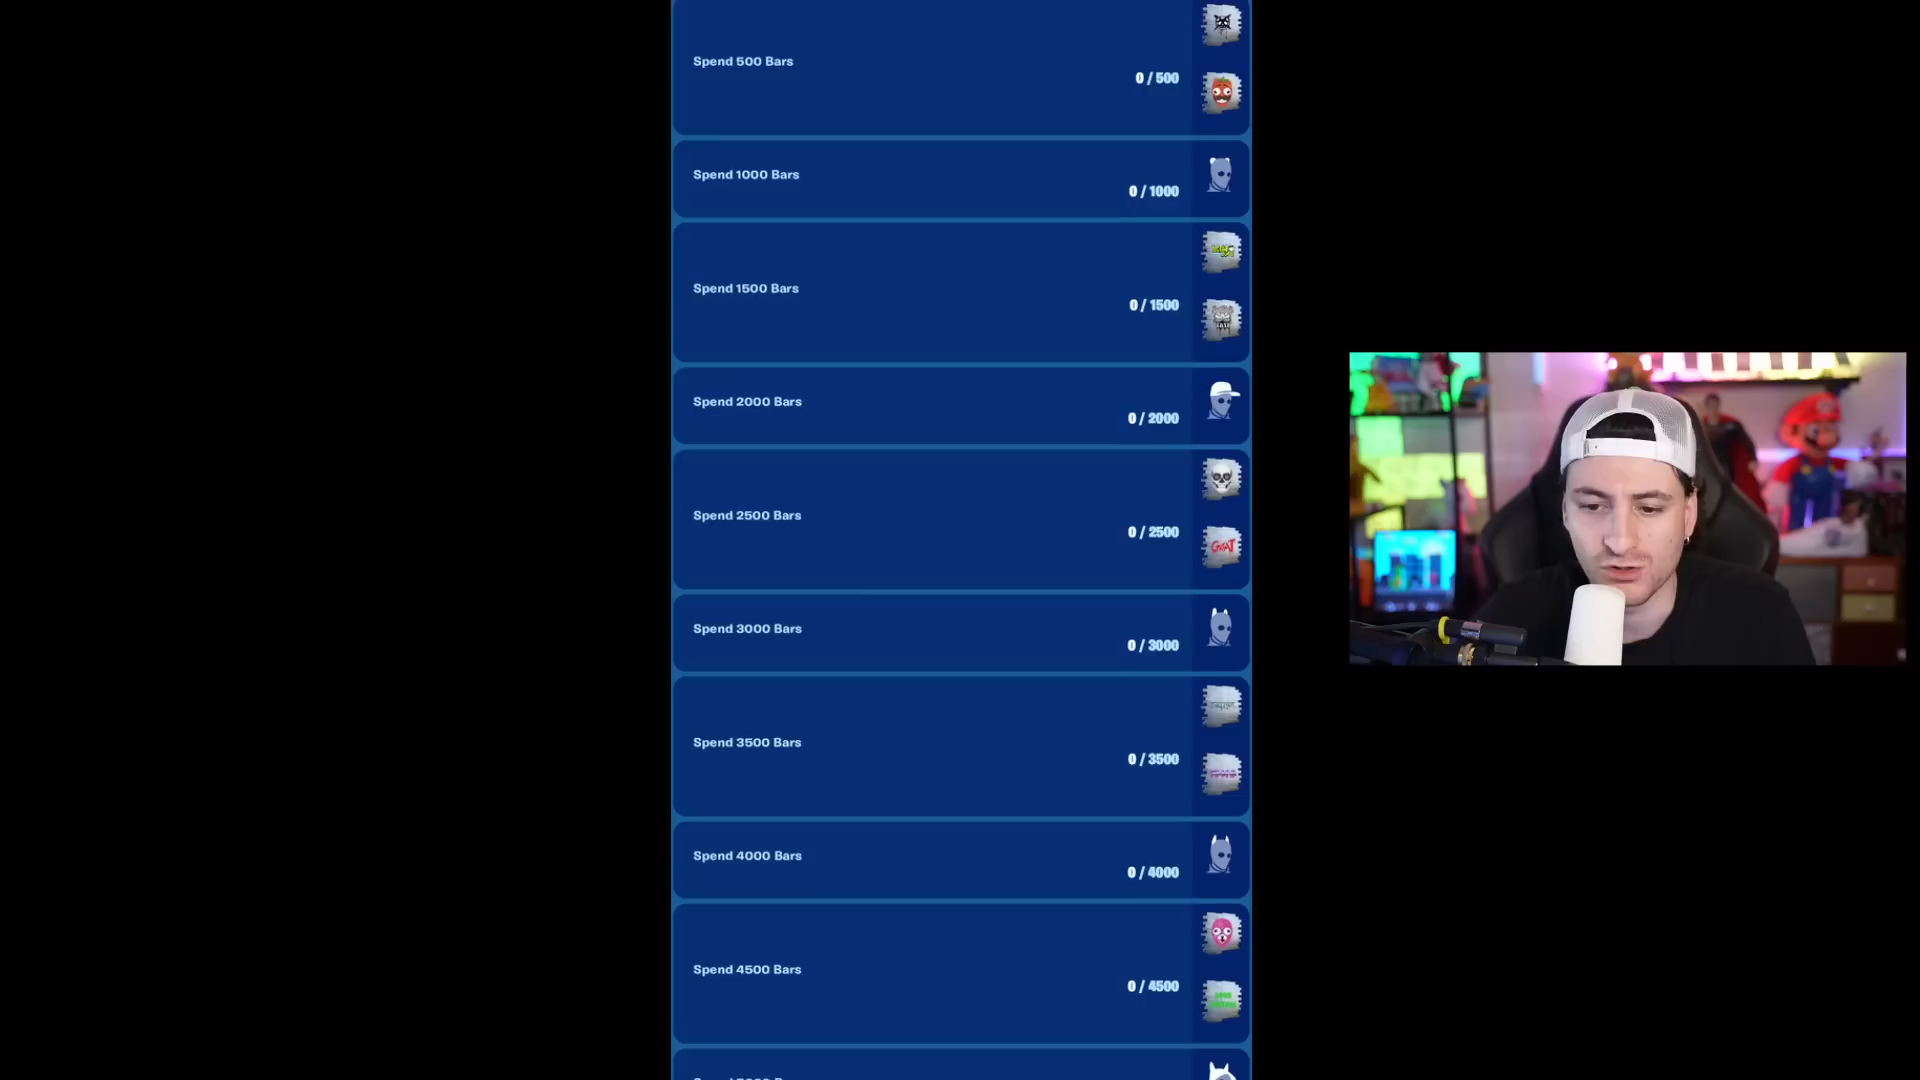 Spend 500 Bars
0 / 500
Spend 1000 Bars
0 / 1000
Spend 1500 Bars
0 / 1500
Spend 2000 Bars
0 / 2000
Spend 2500 Bars
0 / 2500
Spend 3000 Bars
0 / 3000
Spend 3500 Bars
0 / 3500
Spend 4000 Bars
0 / 4000
Spend 4500 Bars
0 / 4500